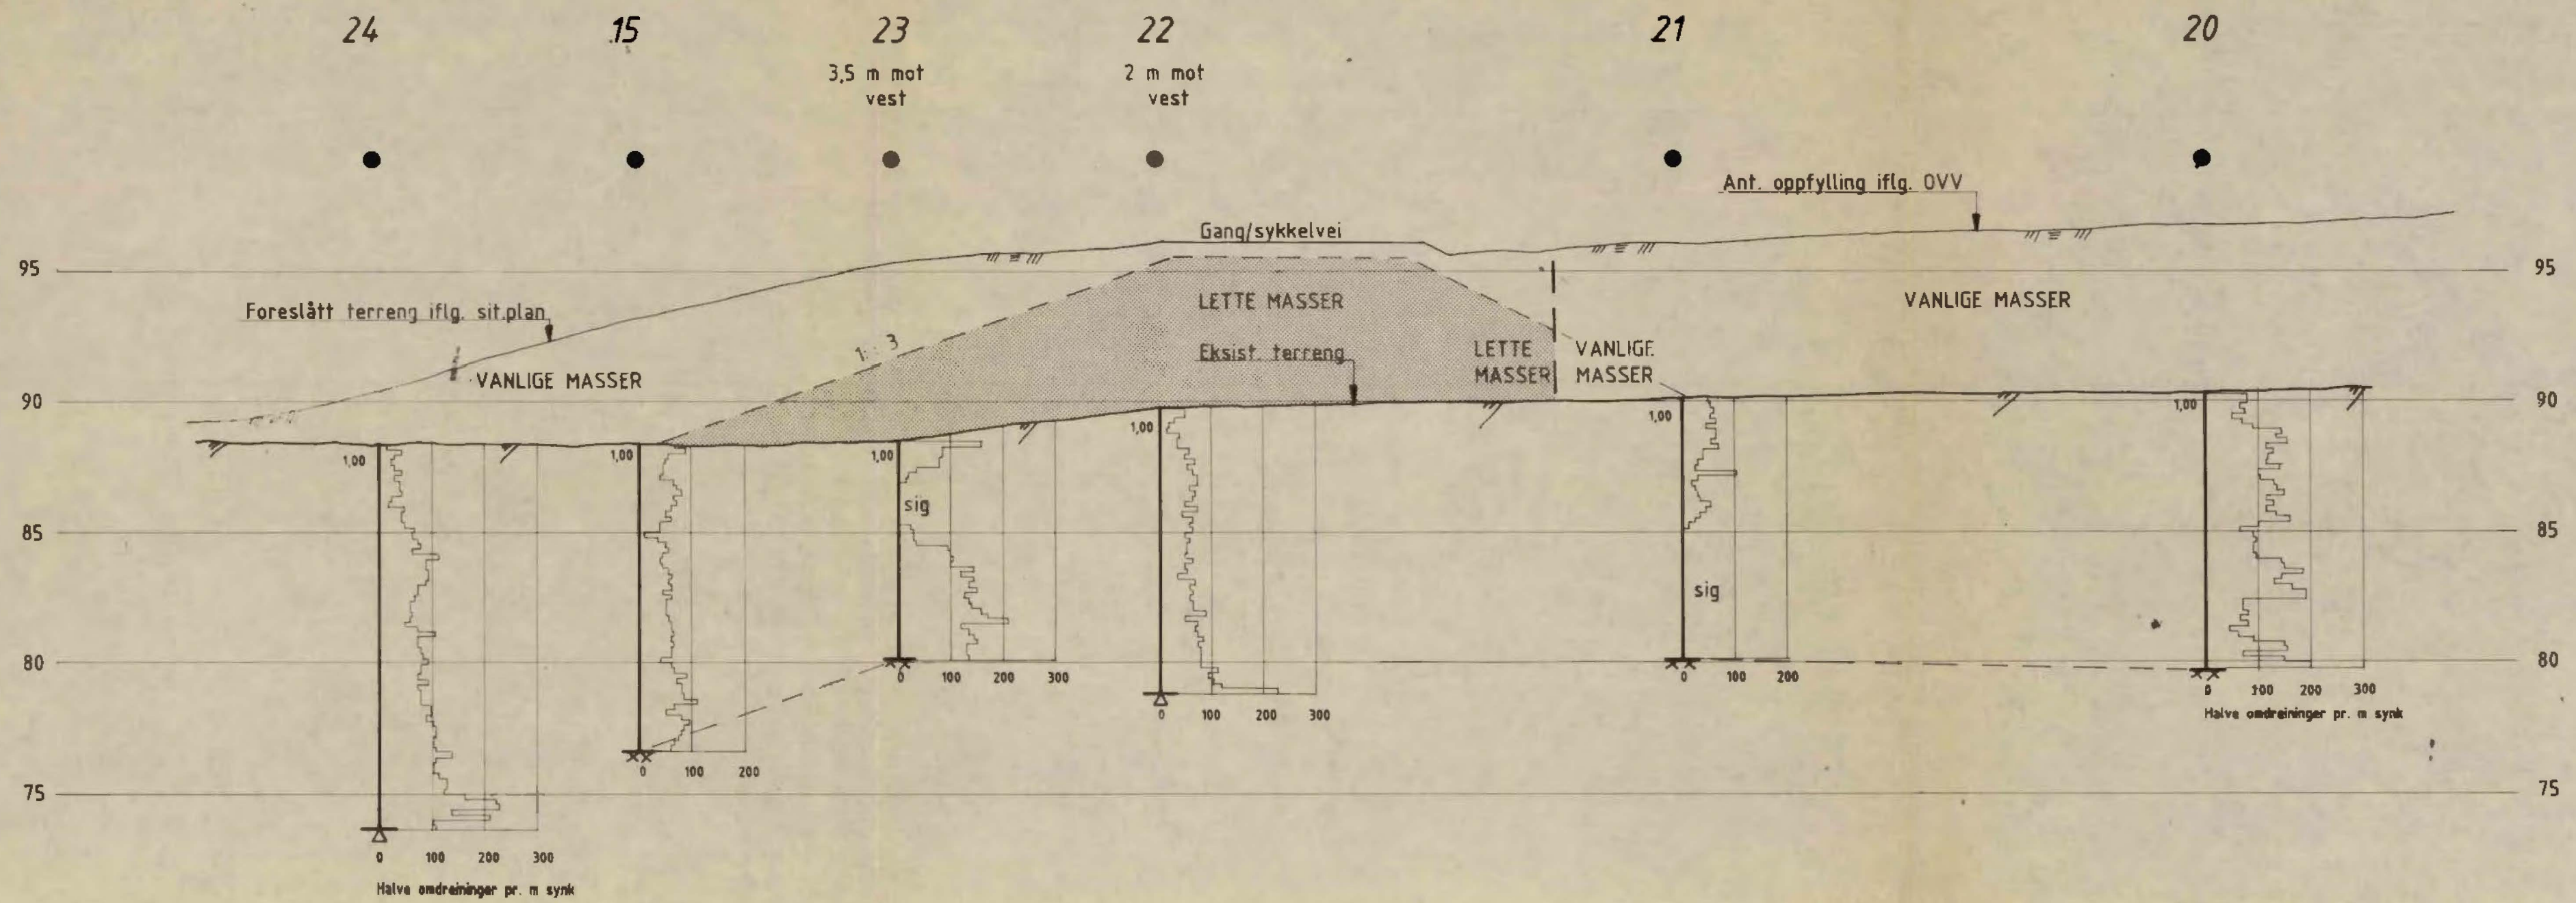 24 15 23 22 21 20
3,5 m mot
vest
2 m mot
vest
Ant. oppfylling iflg. OVV
Gang/sykkelvei
95 95
LETTE MASSER
VANLIGE MASSER
Foreslått terreng iflg. sit.plan
1 : 3
Eksist. terreng
LETTE
MASSER
VANLIGE
MASSER
VANLIGE MASSER
90 90
1,00 1,00 1,00 1,00 1,00 1,00
sig
85 85
sig
80 80
0 100 200 300
0 100 200
0 100 200 300
Halve omdreininger pr. m synk
0 100 200 300
0 100 200
75 75
0 100 200 300
Halve omdreininger pr. m synk